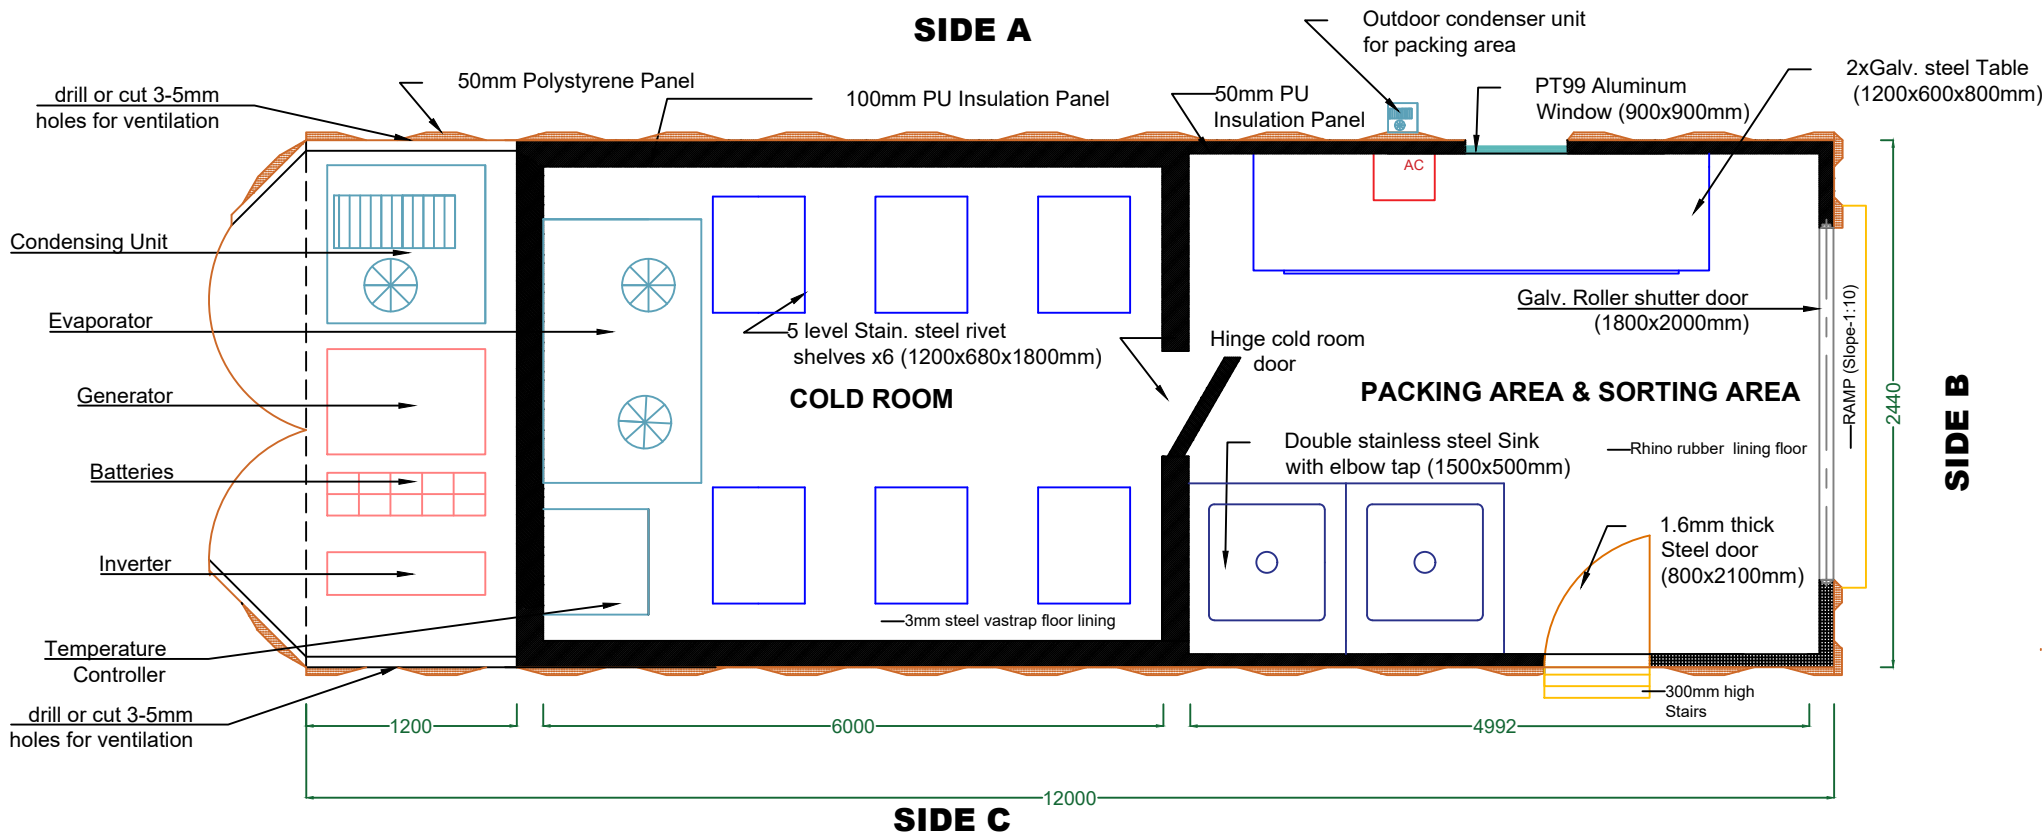 SIDE A
Outdoor condenser unit
for packing area
drill or cut 3-5mm
holes for ventilation
50mm Polystyrene Panel
100mm PU Insulation Panel
50mm PU
Insulation Panel
PT99 Aluminum
Window (900x900mm)
2xGalv. steel Table
(1200x600x800mm)
AC
Condensing Unit
Evaporator
Generator
Batteries
Inverter
Temperature
Controller
drill or cut 3-5mm
holes for ventilation
5 level Stain. steel rivet
shelves x6 (1200x680x1800mm)
COLD ROOM
3mm steel vastrap floor lining
Hinge cold room
door
Galv. Roller shutter door
(1800x2000mm)
PACKING AREA & SORTING AREA
Double stainless steel Sink
with elbow tap (1500x500mm)
Rhino rubber lining floor
1.6mm thick
Steel door
(800x2100mm)
300mm high
Stairs
RAMP (Slope-1:10)
2440
SIDE B
1200
6000
4992
12000
SIDE C